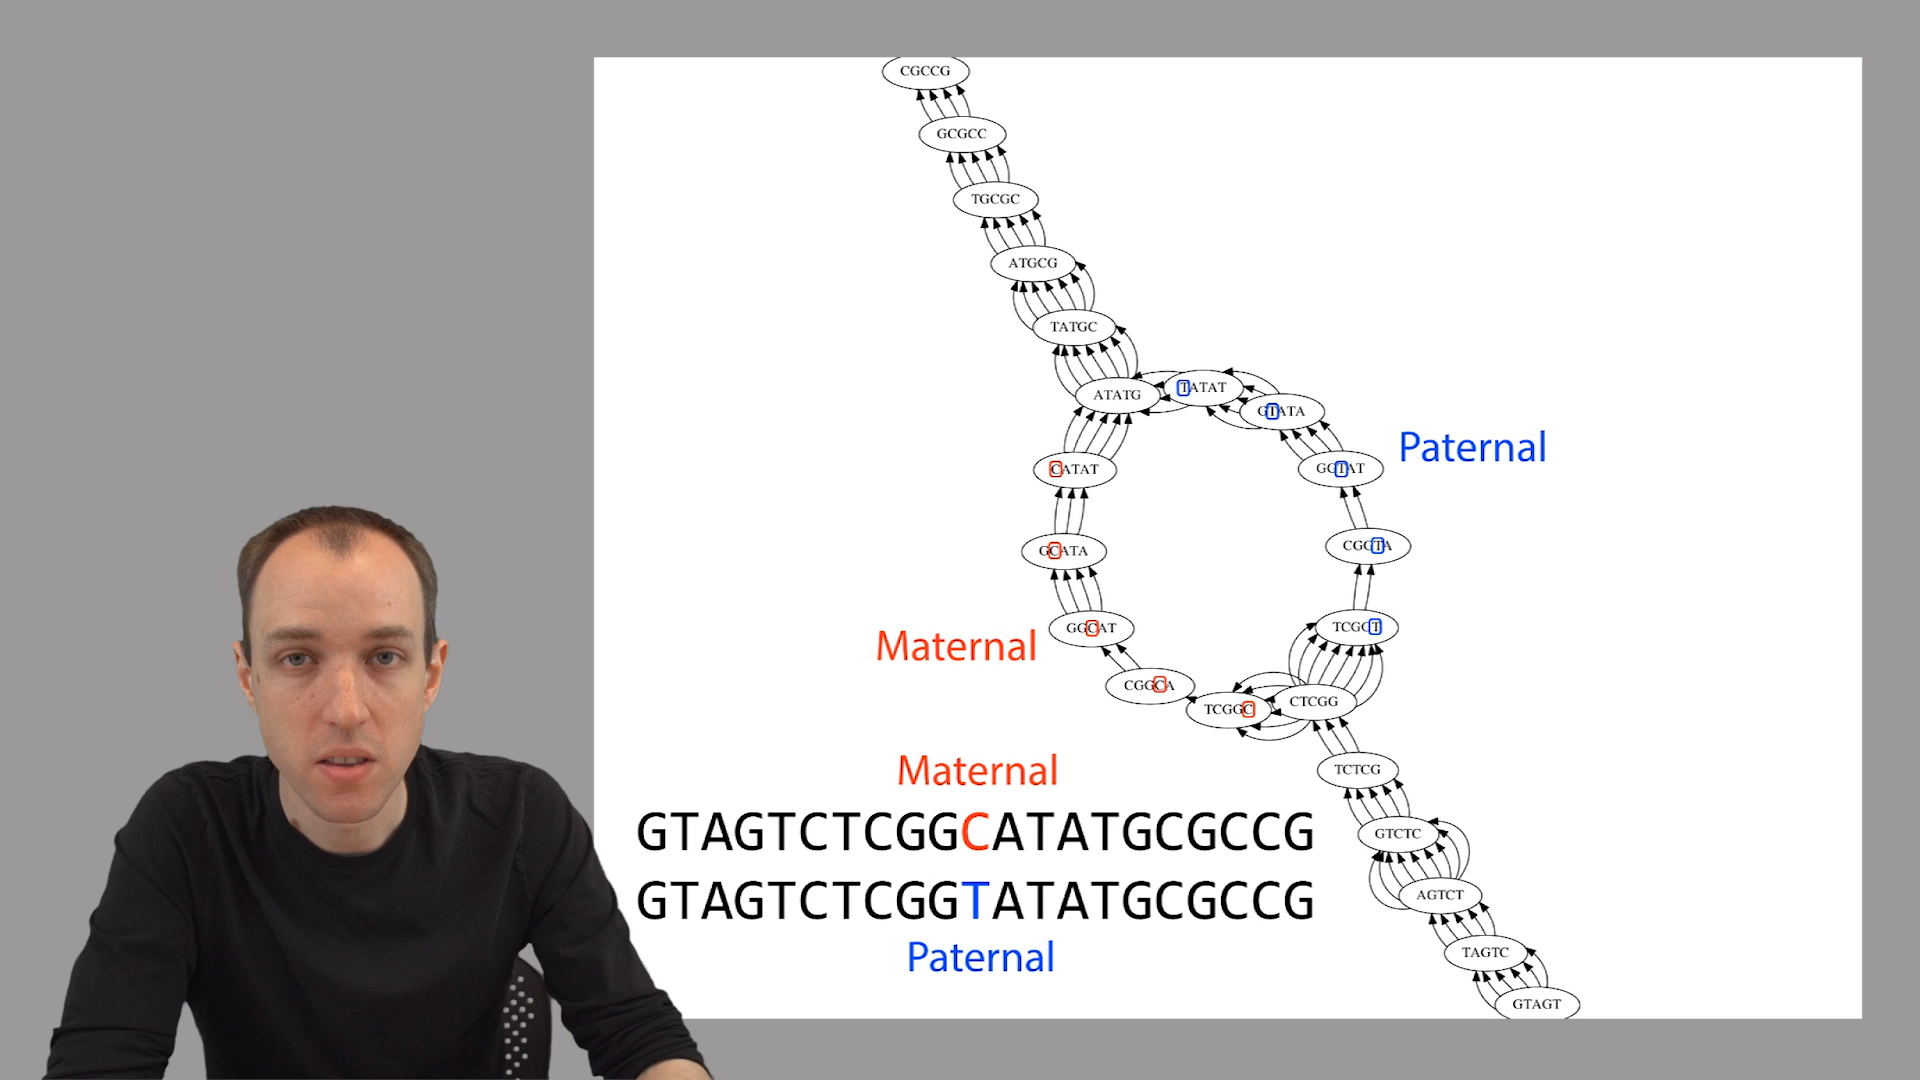 CGCCG
GCGCC
TGCGC
ATGCG
TATGC
ATATG
TATAT
GTATA
Paternal
CATAT
GGTAT
GCATA
CGGTA
Maternal
GGCAT
TCGGT
CGGCA
TCGGC
CTCGG
TCTCG
GTCTC
AGTCT
TAGTC
GTAGT
Maternal
GTAGTCTCGGCATATGCGCCG
GTAGTCTCGGTATATGCGCCG
Paternal